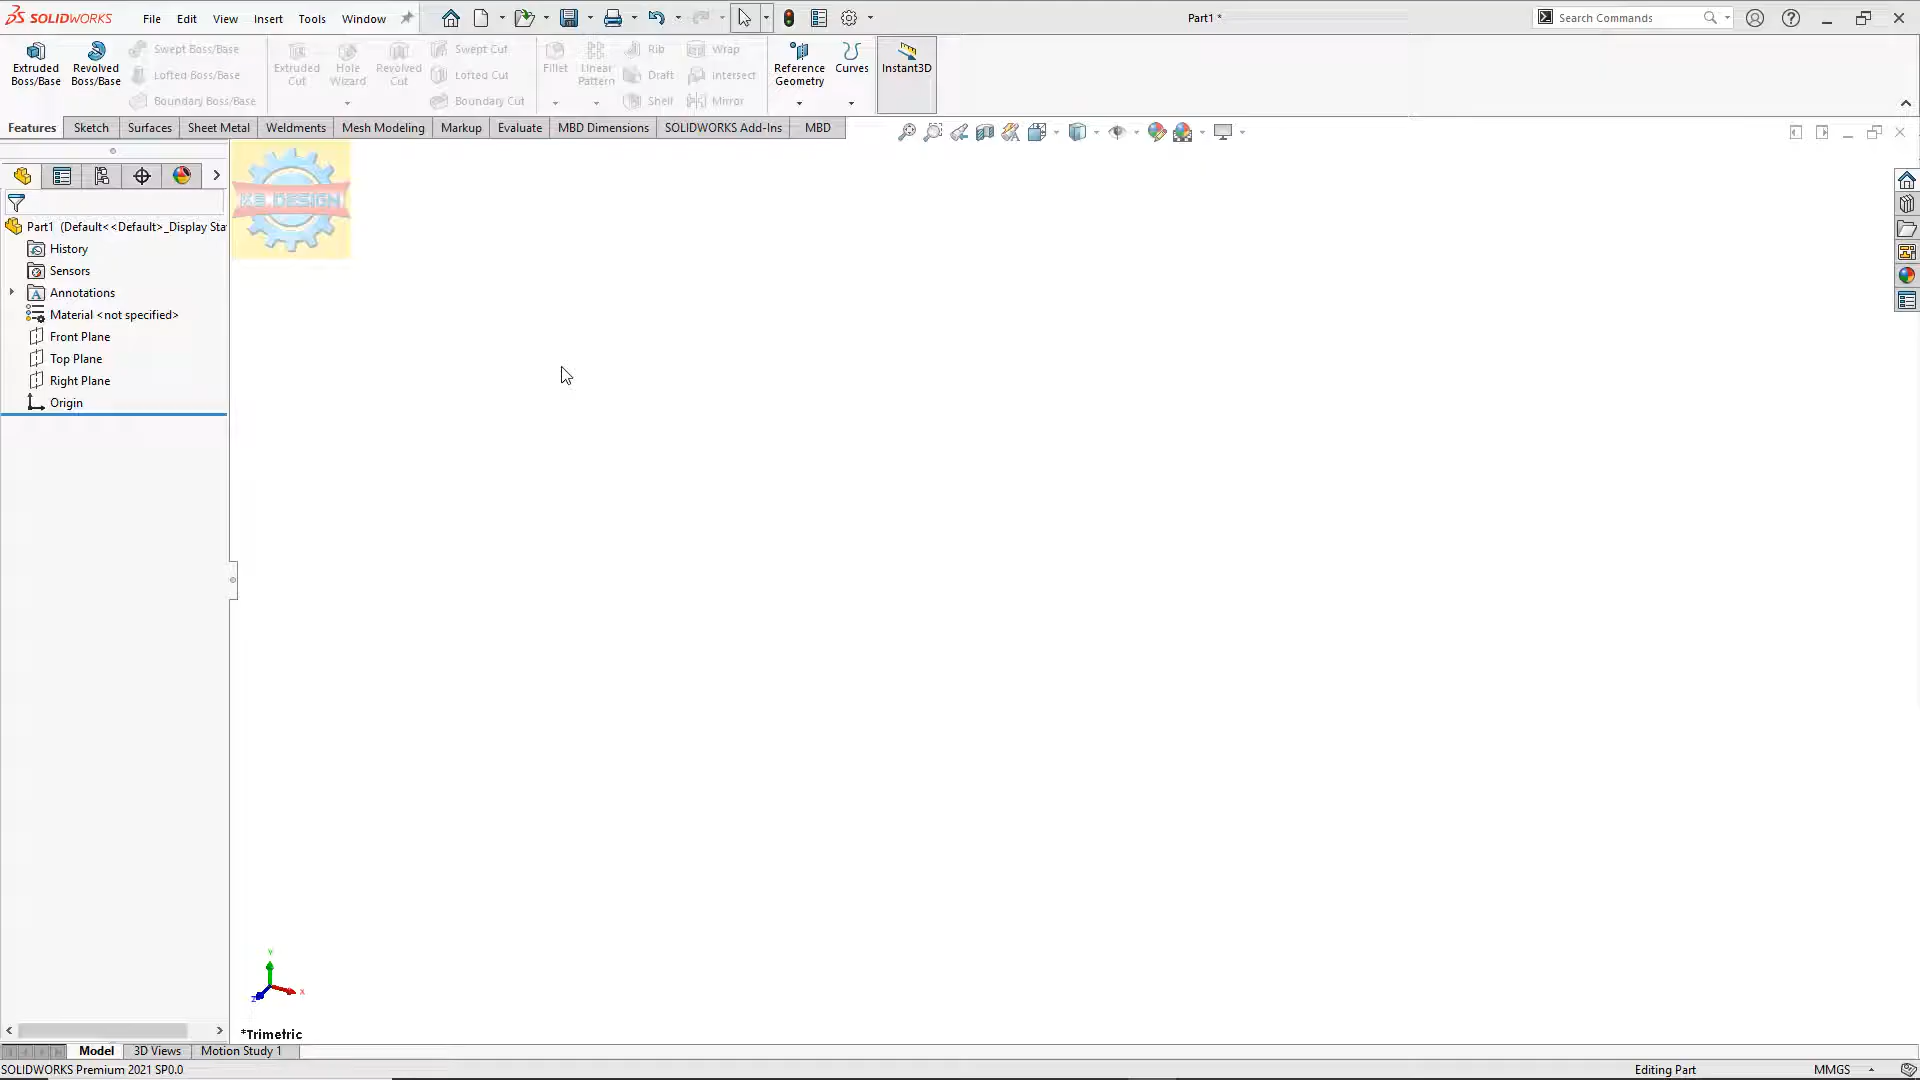 SOLIDWORKS File Edit View Insert Tools Window Part1 * Search Commands
Extruded Boss/Base
Revolved Boss/Base
Swept Boss/Base
Lofted Boss/Base
Boundary Boss/Base
Extruded Cut
Hole Wizard
Revolved Cut
Swept Cut
Lofted Cut
Boundary Cut
Fillet
Linear Pattern
Rib
Draft
Shell
Wrap
Intersect
Mirror
Reference Geometry
Curves
Instant3D
Features Sketch Surfaces Sheet Metal Weldments Mesh Modeling Markup Evaluate MBD Dimensions SOLIDWORKS Add-Ins MBD
Part1 (Default<<Default>_Display Sta
History
Sensors
Annotations
Material <not specified>
Front Plane
Top Plane
Right Plane
Origin
Y
X
Z
*Trimetric
Model 3D Views Motion Study 1
SOLIDWORKS Premium 2021 SP0.0 Editing Part MMGS